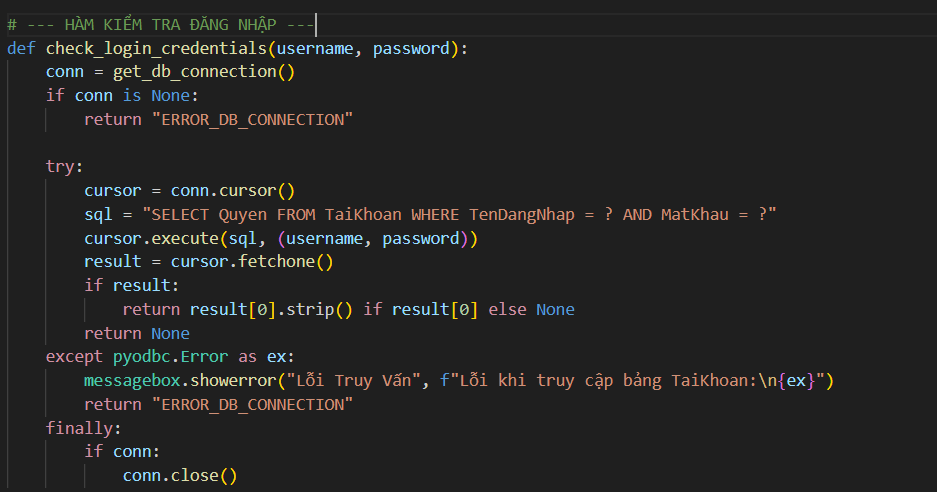 # --- HÀM KIỂM TRA ĐĂNG NHẬP ---
def check_login_credentials(username, password):
    conn = get_db_connection()
    if conn is None:
        return "ERROR_DB_CONNECTION"

    try:
        cursor = conn.cursor()
        sql = "SELECT Quyen FROM TaiKhoan WHERE TenDangNhap = ? AND MatKhau = ?"
        cursor.execute(sql, (username, password))
        result = cursor.fetchone()
        if result:
            return result[0].strip() if result[0] else None
        return None
    except pyodbc.Error as ex:
        messagebox.showerror("Lỗi Truy Vấn", f"Lỗi khi truy cập bảng TaiKhoan:\n{ex}")
        return "ERROR_DB_CONNECTION"
    finally:
        if conn:
            conn.close()